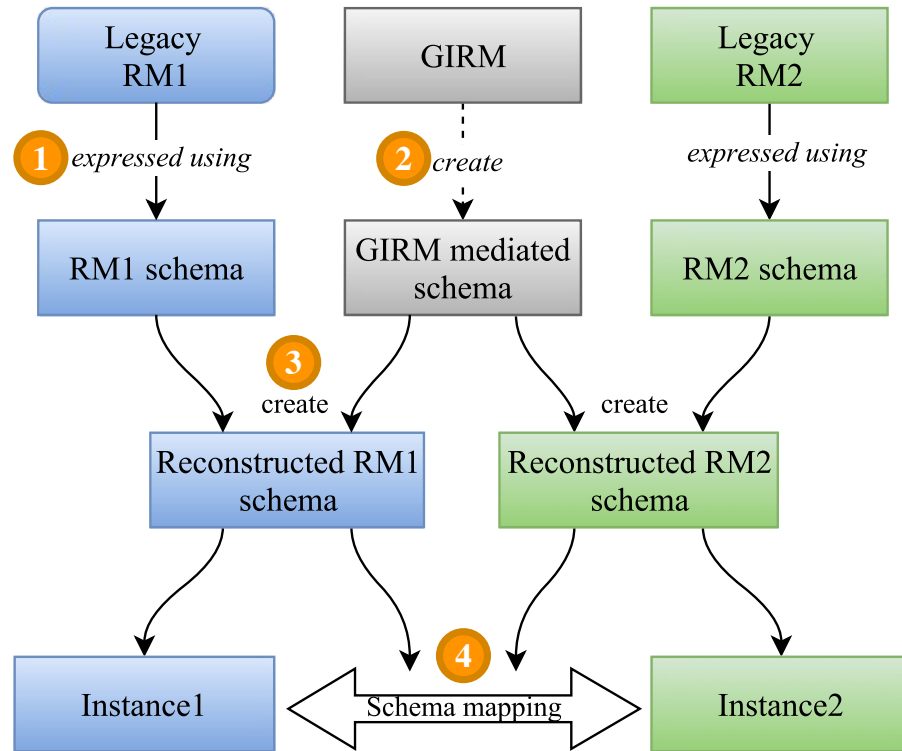 Legacy
RM1
GIRM
Legacy
RM2
1
expressed using
2
create
expressed using
RM1 schema
GIRM mediated
schema
RM2 schema
3
create
create
Reconstructed RM1
schema
Reconstructed RM2
schema
4
Instance1
Schema mapping
Instance2